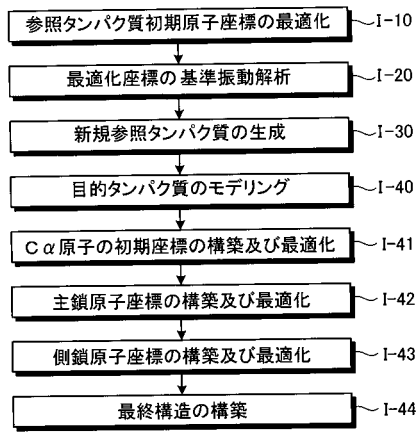 参照タンパク質初期原子座標の最適化 I-10
最適化座標の基準振動解析 I-20
新規参照タンパク質の生成 I-30
目的タンパク質のモデリング I-40
Cα原子の初期座標の構築及び最適化 I-41
主鎖原子座標の構築及び最適化 I-42
側鎖原子座標の構築及び最適化 I-43
最終構造の構築 I-44